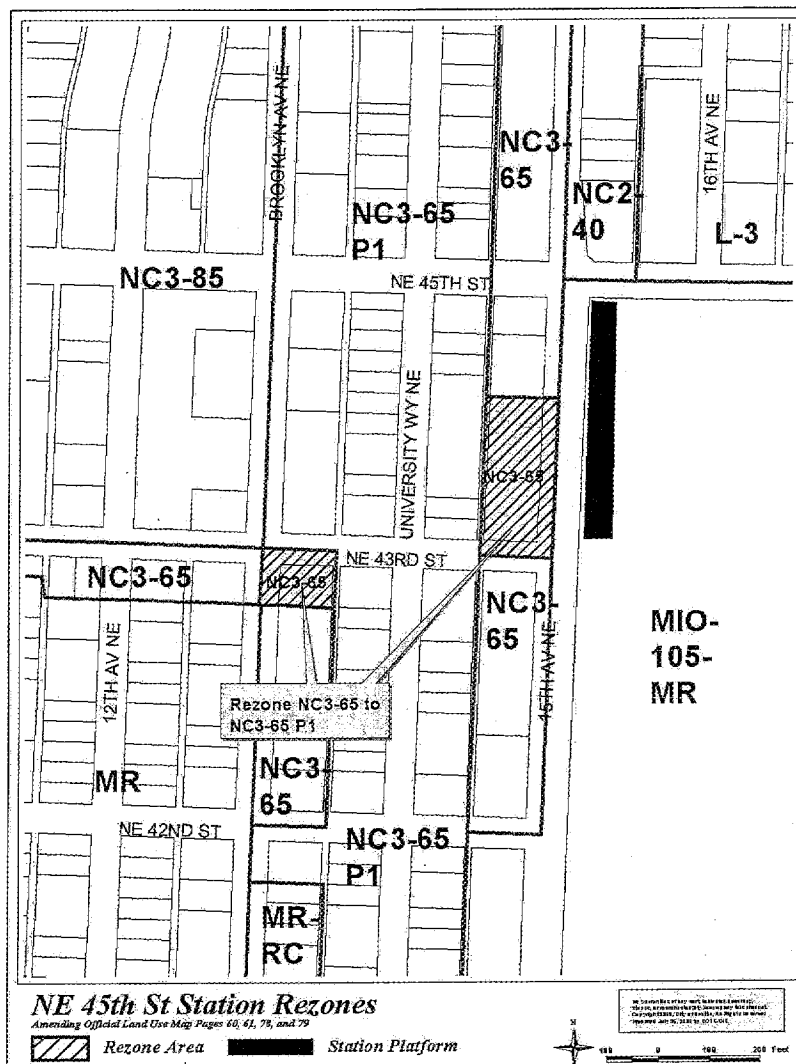 BROOKLYN AV NE
NC3-65
P1
NC3-
65
NC2-
40
16TH AV NE
L-3
NC3-85
NE 45TH ST
UNIVERSITY WY NE
NC3-65
NE 43RD ST
NC3-65
NC3-65
NC3-
65
15TH AV NE
MIO-
105-
MR
12TH AV NE
Rezone NC3-65 to
NC3-65 P1
MR
NC3-
65
NE 42ND ST
NC3-65
P1
MR-
RC
NE 45th St Station Rezones
Amending Official Land Use Map Pages 60, 61, 78, and 79
Rezone Area
Station Platform
N
0
200 Feet